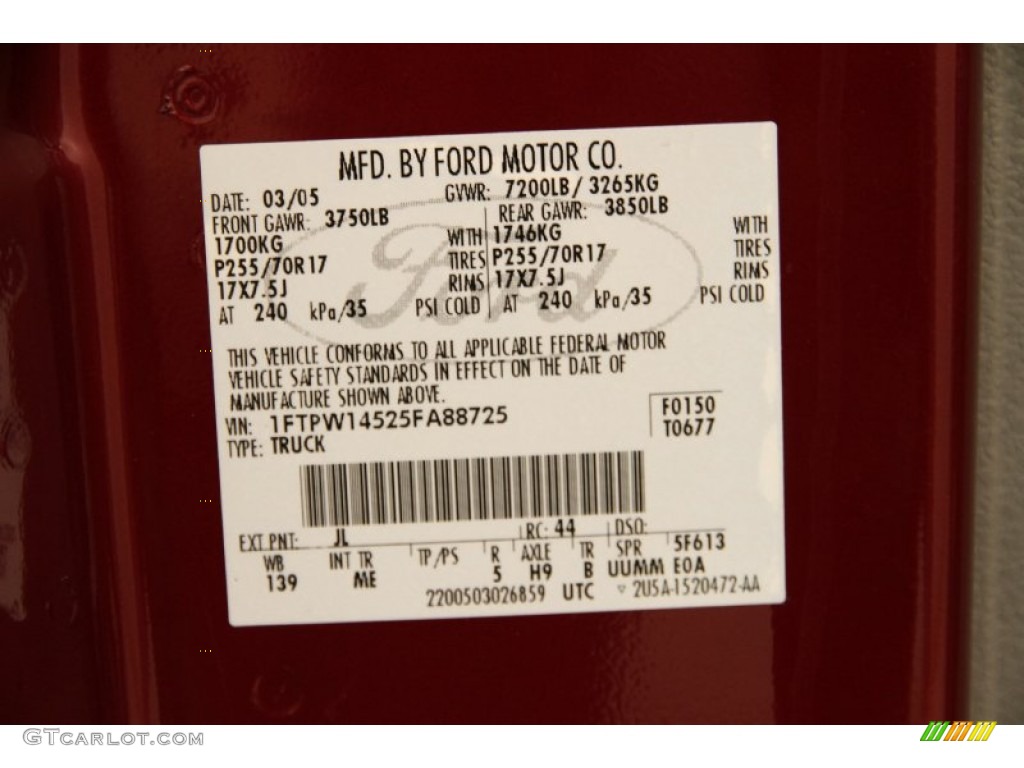 MFD. BY FORD MOTOR CO.
DATE: 03/05 GVWR: 7200LB/ 3265KG
FRONT GAWR: 3750LB REAR GAWR: 3850LB
1700KG WITH 1746KG WITH
P255/70R17 TIRES P255/70R17 TIRES
17X7.5J RIMS 17X7.5J RIMS
AT 240 kPa/35 PSI COLD AT 240 kPa/35 PSI COLD
Ford
THIS VEHICLE CONFORMS TO ALL APPLICABLE FEDERAL MOTOR
VEHICLE SAFETY STANDARDS IN EFFECT ON THE DATE OF
MANUFACTURE SHOWN ABOVE.
VIN: 1FTPW14525FA88725 F0150
TYPE: TRUCK T0677
EXT PNT: JL RC: 44 DSO:
WB INT TR TP/PS R AXLE TR SPR 5F613
139 ME 5 H9 B UUMM E0A
2200503026859 UTC ▽ 2U5A-1520472-AA
GTCARLOT.COM